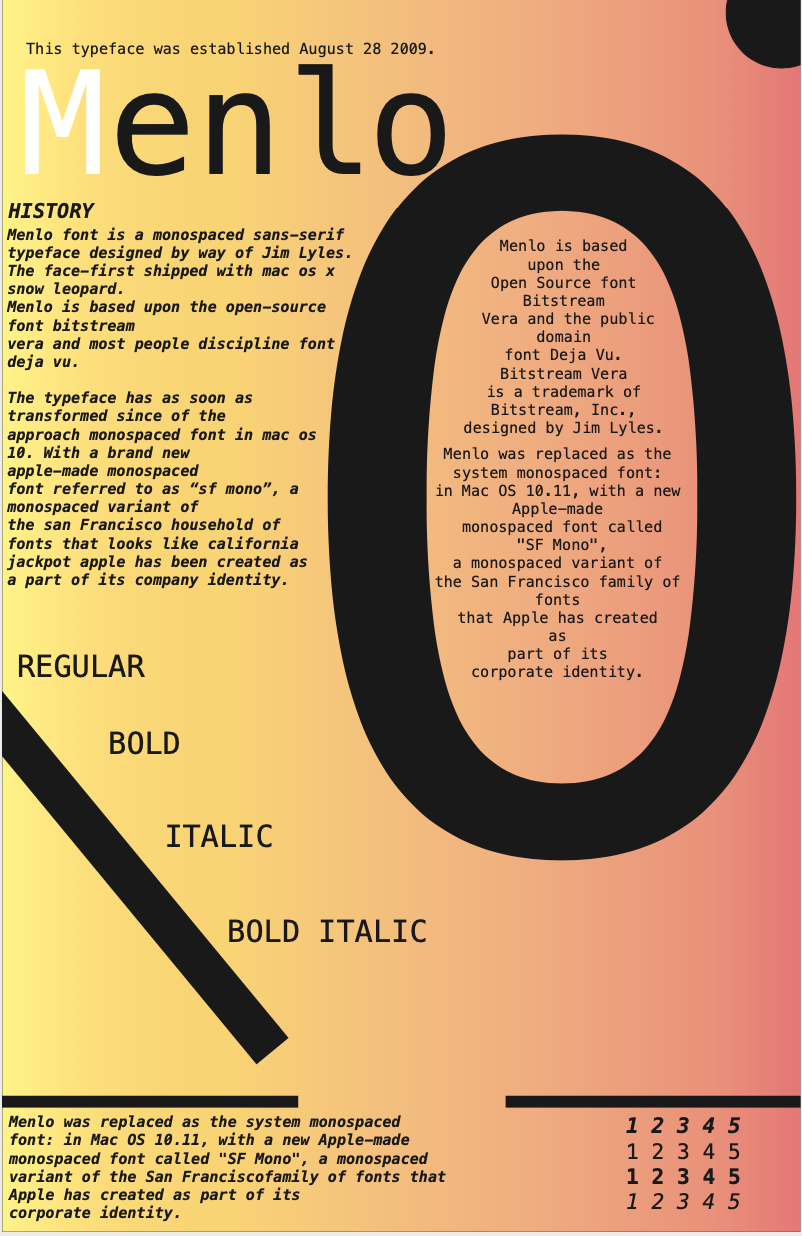 This typeface was established August 28 2009.
Menlo
HISTORY
Menlo font is a monospaced sans-serif
typeface designed by way of Jim Lyles.
The face-first shipped with mac os x
snow leopard.
Menlo is based upon the open-source
font bitstream
vera and most people discipline font
deja vu.
The typeface has as soon as
transformed since of the
approach monospaced font in mac os
10. With a brand new
apple-made monospaced
font referred to as “sf mono”, a
monospaced variant of
the san Francisco household of
fonts that looks like california
jackpot apple has been created as
a part of its company identity.
O
Menlo is based
upon the
Open Source font
Bitstream
Vera and the public
domain
font Deja Vu.
Bitstream Vera
is a trademark of
Bitstream, Inc.,
designed by Jim Lyles.
Menlo was replaced as the
system monospaced font:
in Mac OS 10.11, with a new
Apple-made
monospaced font called
"SF Mono",
a monospaced variant of
the San Francisco family of
fonts
that Apple has created
as
part of its
corporate identity.
REGULAR
BOLD
ITALIC
BOLD ITALIC
Menlo was replaced as the system monospaced
font: in Mac OS 10.11, with a new Apple-made
monospaced font called "SF Mono", a monospaced
variant of the San Franciscofamily of fonts that
Apple has created as part of its
corporate identity.
1 2 3 4 5
1 2 3 4 5
1 2 3 4 5
1 2 3 4 5